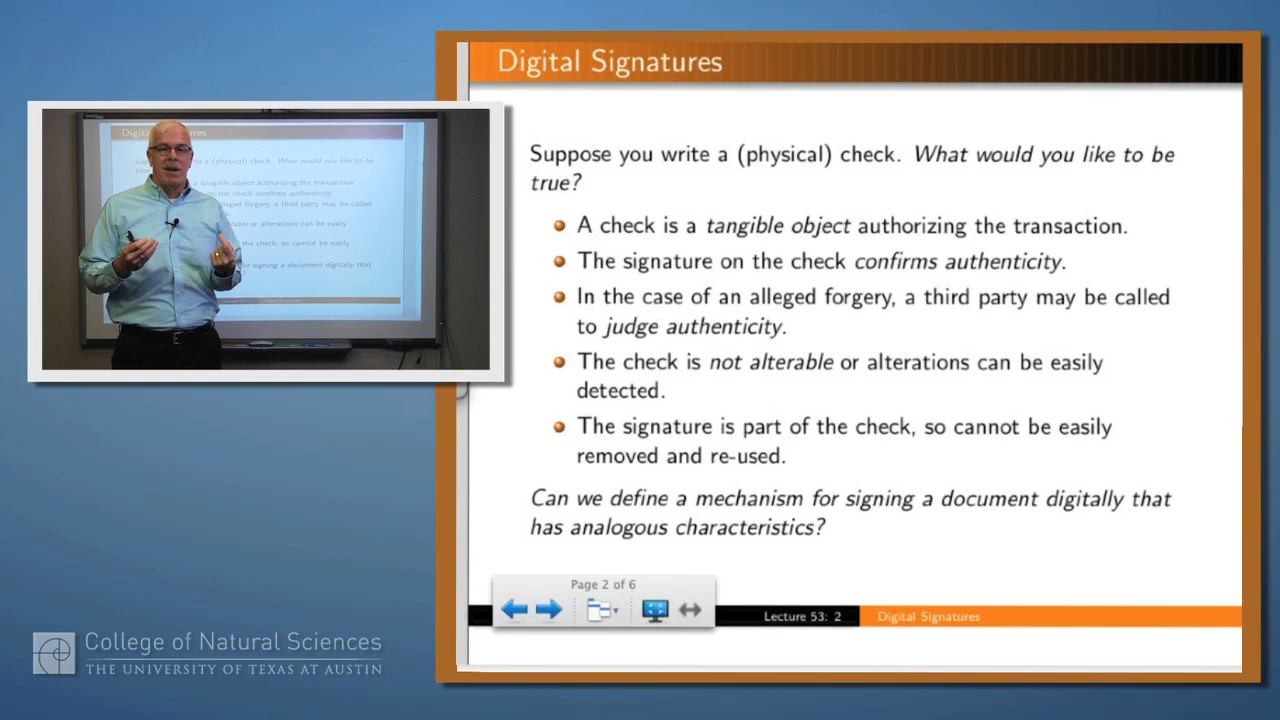 Digital Signatures
Suppose you write a (physical) check. What would you like to be
true?
A check is a tangible object authorizing the transaction.
The signature on the check confirms authenticity.
In the case of an alleged forgery, a third party may be called
to judge authenticity.
The check is not alterable or alterations can be easily
detected.
The signature is part of the check, so cannot be easily
removed and re-used.
Can we define a mechanism for signing a document digitally that
has analogous characteristics?
Page 2 of 6
Lecture 53: 2
Digital Signatures
College of Natural Sciences
THE UNIVERSITY OF TEXAS AT AUSTIN